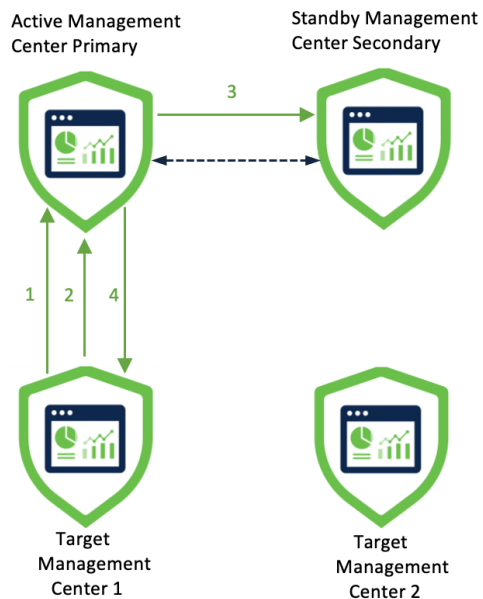 Active Management
Center Primary
Standby Management
Center Secondary
3
1
2
4
Target
Management
Center 1
Target
Management
Center 2